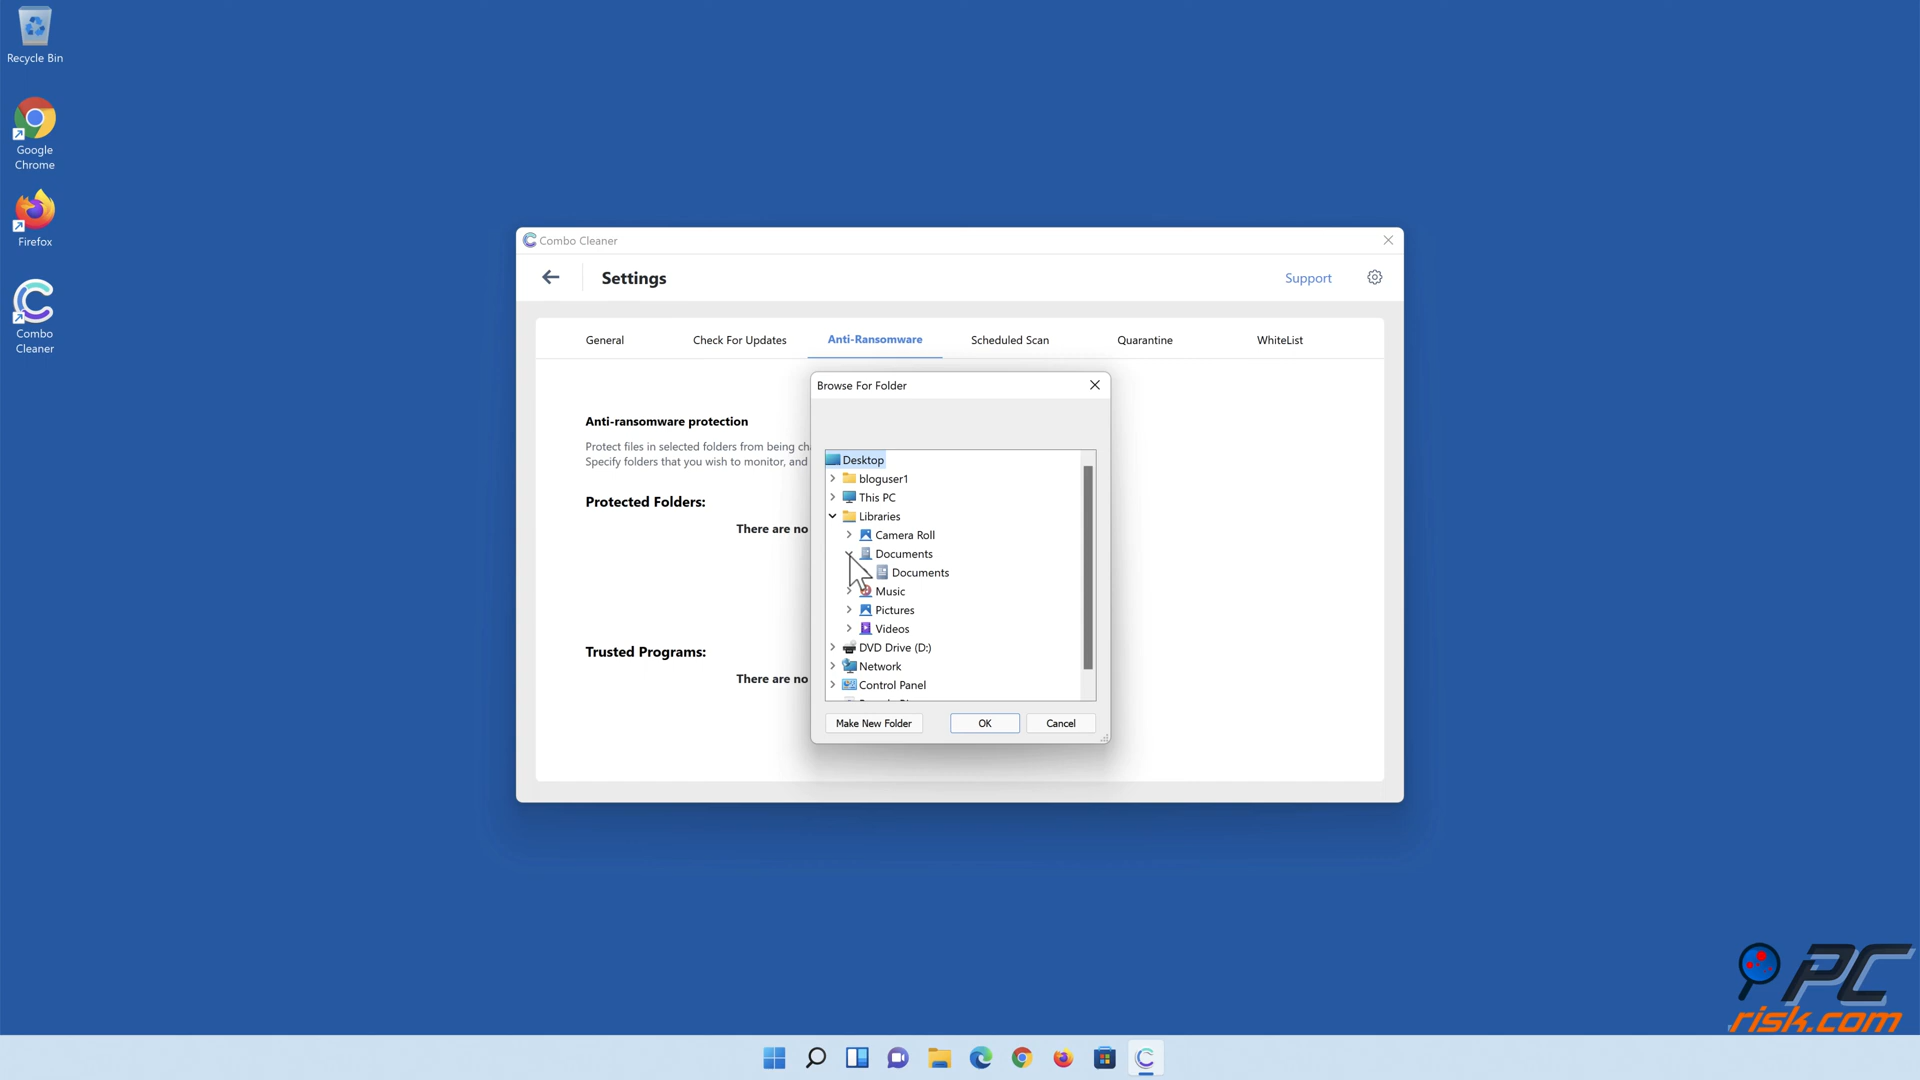 Recycle Bin
Google
Chrome
Firefox
Combo
Cleaner
Combo Cleaner
Settings
Support
General
Check For Updates
Anti-Ransomware
Scheduled Scan
Quarantine
WhiteList
Anti-ransomware protection
Protect files in selected folders from being
Specify folders that you wish to monitor, and
Protected Folders:
There are no
Trusted Programs:
There are no
Browse For Folder
Desktop
bloguser1
This PC
Libraries
Camera Roll
Documents
Documents
Music
Pictures
Videos
DVD Drive (D:)
Network
Control Panel
Make New Folder
OK
Cancel
PC
risk.com